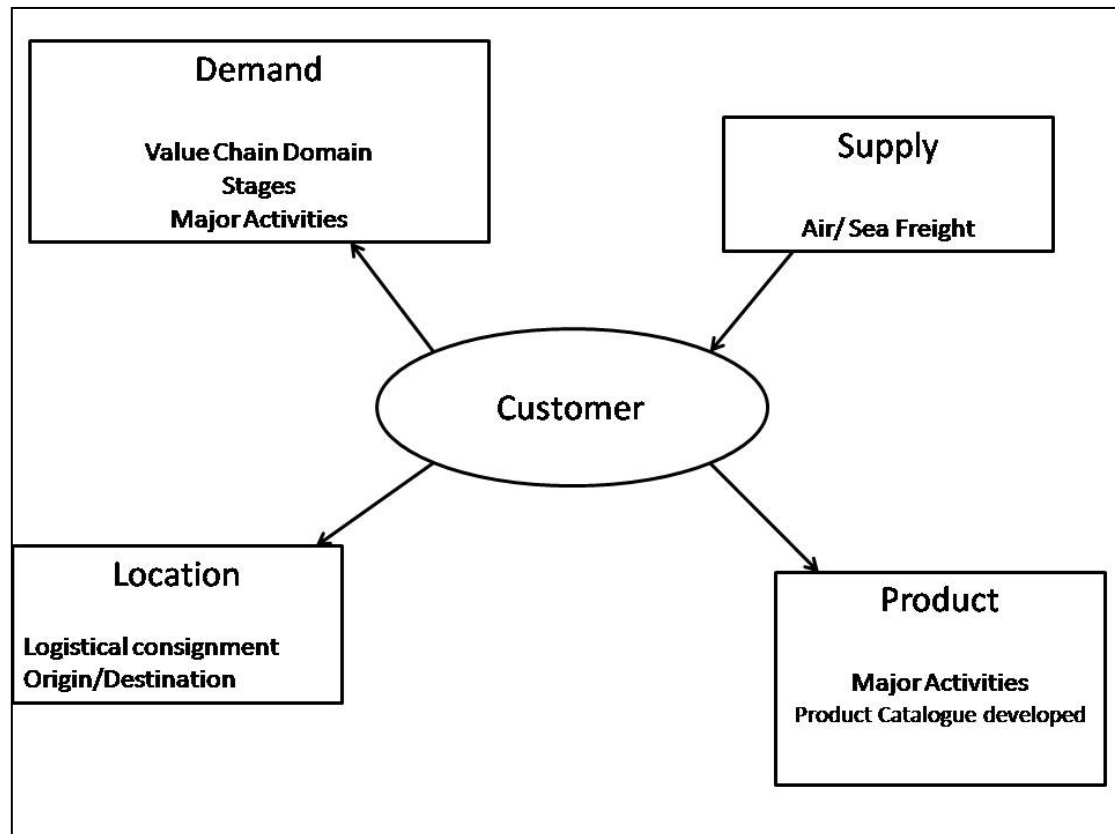 Demand
Value Chain Domain
Stages
Major Activities
Supply
Air/ Sea Freight
Customer
Location
Logistical consignment
Origin/Destination
Product
Major Activities
Product Catalogue developed